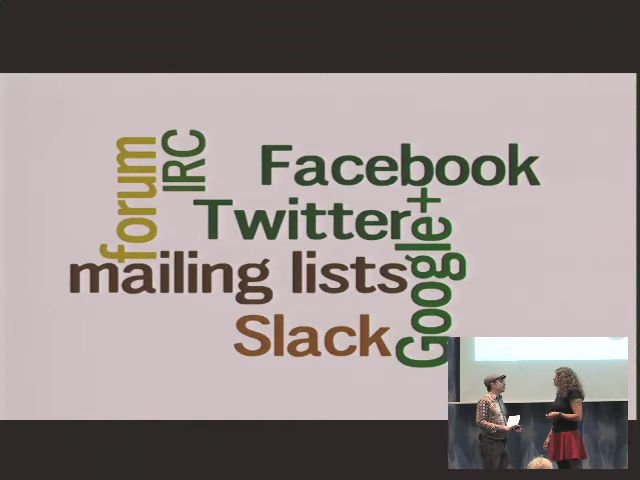 forum
IRC
Facebook
Twitter
Google+
mailing lists
Slack